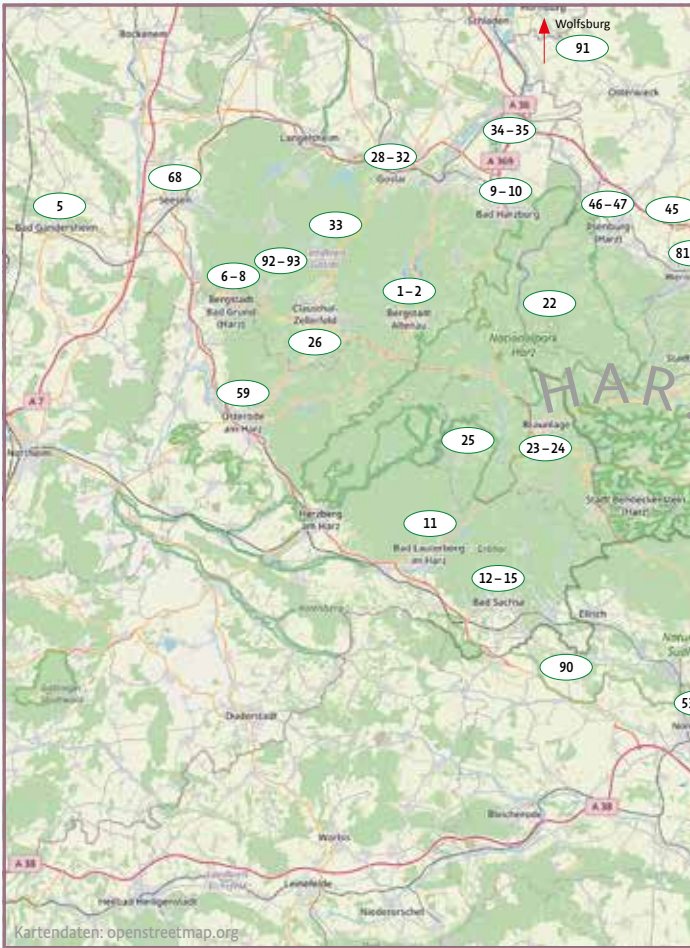 Hornburg
Schladen
Wolfsburg
91
Bockenem
Osterwieck
A 36
34–35
Langelsheim
28–32
Goslar
A 369
68
Seesen
9–10
Bad Harzburg
5
Bad Gandersheim
46–47
Ilsenburg
(Harz)
45
33
81
92–93
6–8
Bergstadt
Bad Grund
(Harz)
1–2
Bergstadt
Altenau
22
Clausthal-
Zellerfeld
26
Nationalpark
Harz
HAR
59
Osterode
am Harz
A 7
Northeim
Braunlage
25
23–24
Stadt Benneckenstein
(Harz)
Herzberg
am Harz
11
Bad Lauterberg
im Harz
12–15
Bad Sachsa
Ellrich
90
Duderstadt
Bleicherode
A 38
Worbis
A 38
Leinefelde
Heilbad Heiligenstadt
Niederorschel
Kartendaten: openstreetmap.org